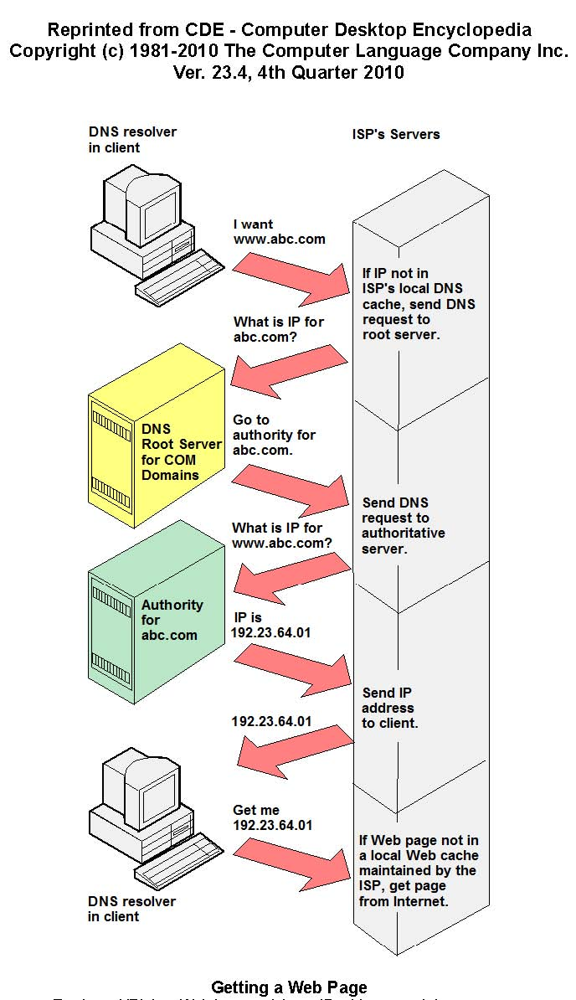 Reprinted from CDE - Computer Desktop Encyclopedia
Copyright (c) 1981-2010 The Computer Language Company Inc.
Ver. 23.4, 4th Quarter 2010
DNS resolver
in client
ISP's Servers
I want
www.abc.com
If IP not in
ISP's local DNS
cache, send DNS
request to
root server.
What is IP for
abc.com?
DNS
Root Server
for COM
Domains
Go to
authority for
abc.com.
Send DNS
request to
authoritative
server.
What is IP for
www.abc.com?
Authority
for
abc.com
IP is
192.23.64.01
Send IP
address
to client.
192.23.64.01
Get me
192.23.64.01
If Web page not in
a local Web cache
maintained by the
ISP, get page
from Internet.
DNS resolver
in client
Getting a Web Page